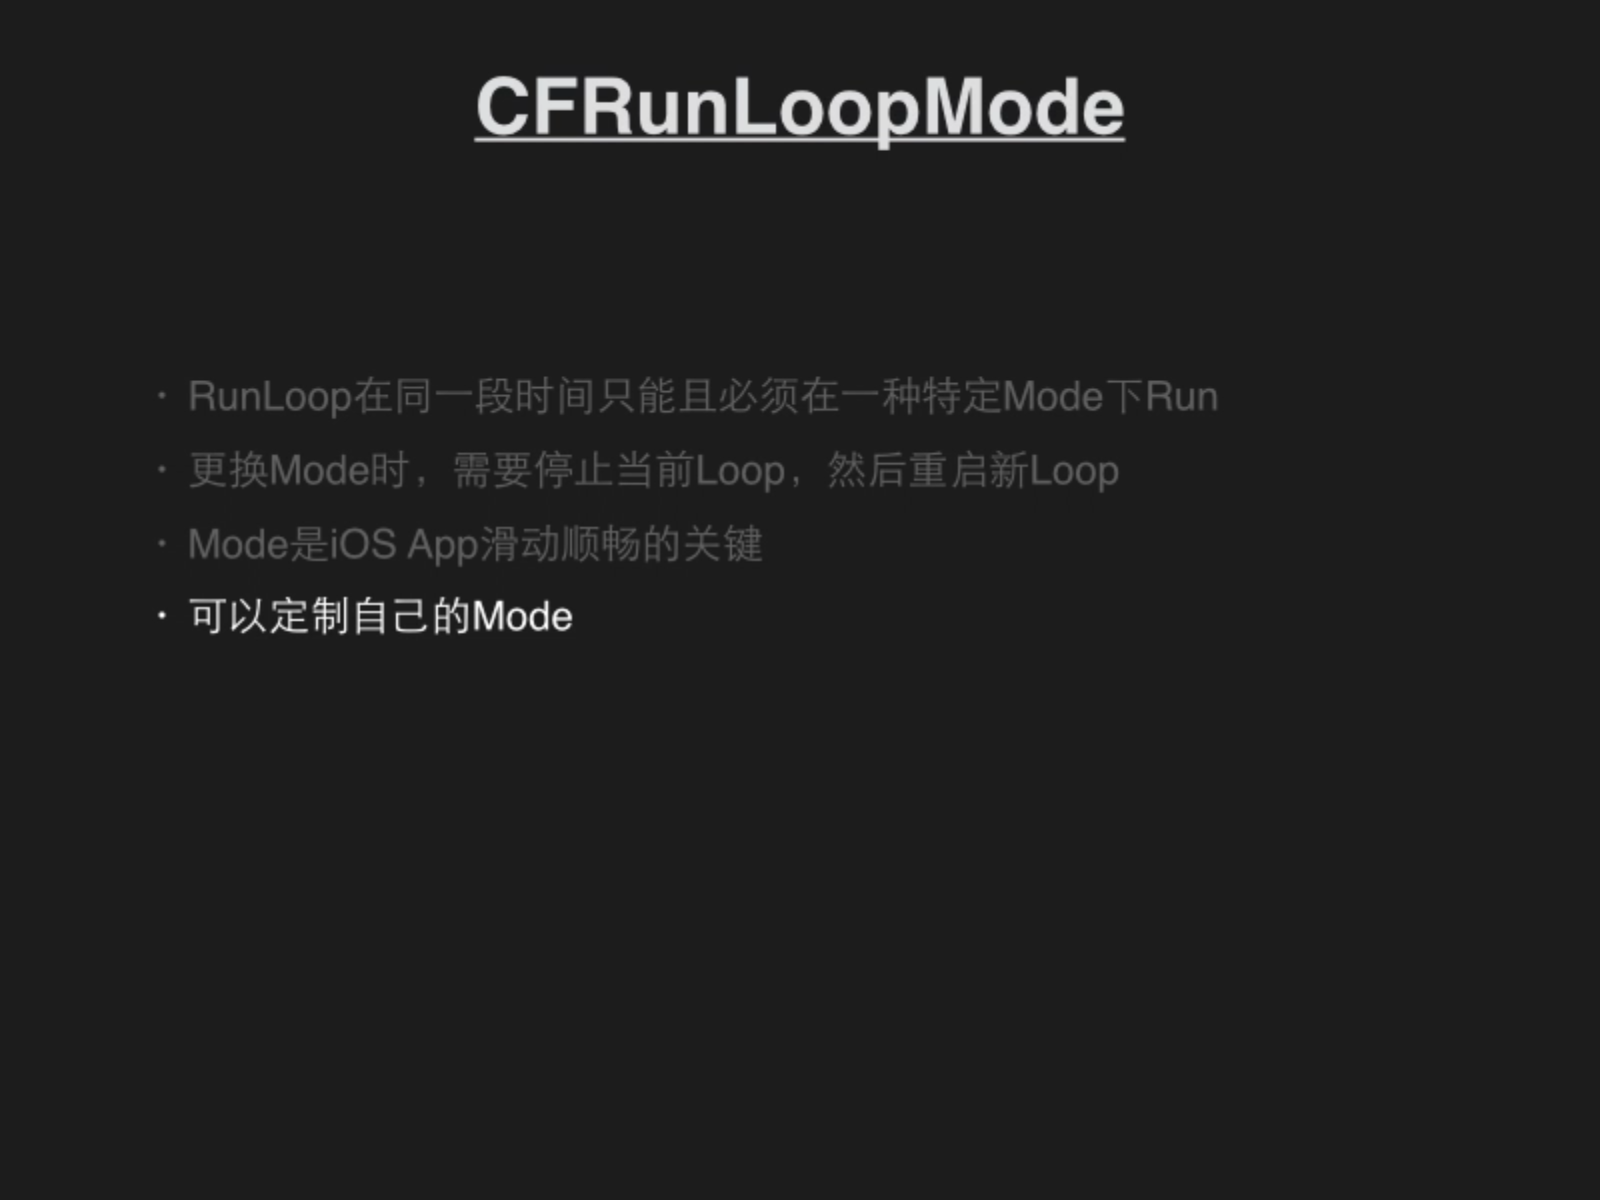 CFRunLoopMode
· RunLoop在同一段时间只能且必须在一种特定Mode下Run
· 更换Mode时，需要停止当前Loop，然后重启新Loop
· Mode是iOS App滑动顺畅的关键
· 可以定制自己的Mode